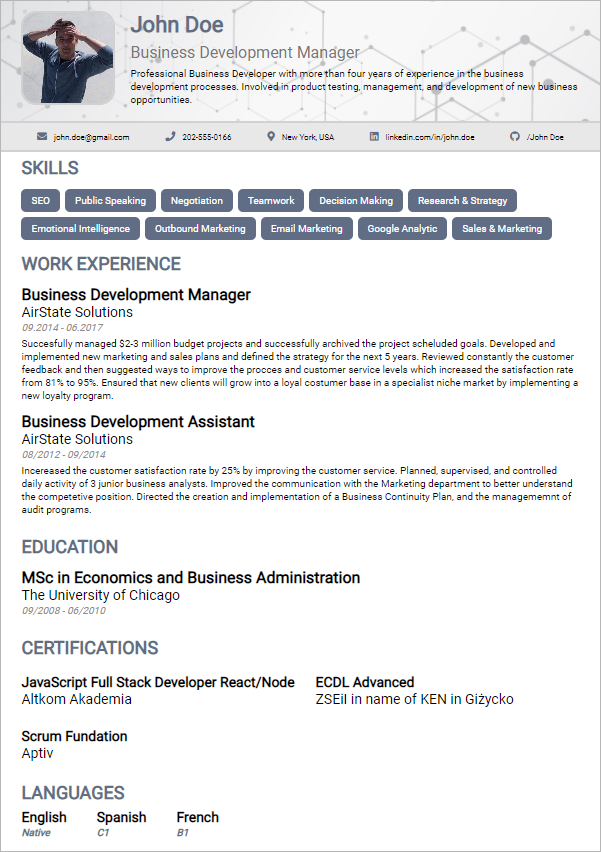 John Doe
Business Development Manager
Professional Business Developer with more than four years of experience in the business
development processes. Involved in product testing, management, and development of new business
opportunities.
john.doe@gmail.com 202-555-0166 New York, USA linkedin.com/in/john.doe /John Doe
SKILLS
SEO Public Speaking Negotiation Teamwork Decision Making Research & Strategy
Emotional Intelligence Outbound Marketing Email Marketing Google Analytic Sales & Marketing
WORK EXPERIENCE
Business Development Manager
AirState Solutions
09.2014 - 06.2017
Succesfully managed $2-3 million budget projects and successfully archived the project scheluded goals. Developed and
implemented new marketing and sales plans and defined the strategy for the next 5 years. Reviewed constantly the customer
feedback and then suggested ways to improve the procces and customer service levels which increased the satisfaction rate
from 81% to 95%. Ensured that new clients will grow into a loyal costumer base in a specialist niche market by implementing a
new loyalty program.
Business Development Assistant
AirState Solutions
08/2012 - 09/2014
Incereased the customer satisfaction rate by 25% by improving the customer service. Planned, supervised, and controlled
daily activity of 3 junior business analysts. Improved the communication with the Marketing department to better understand
the competetive position. Directed the creation and implementation of a Business Continuity Plan, and the managememnt of
audit programs.
EDUCATION
MSc in Economics and Business Administration
The University of Chicago
09/2008 - 06/2010
CERTIFICATIONS
JavaScript Full Stack Developer React/Node ECDL Advanced
Altkom Akademia ZSEiI in name of KEN in Giżycko
Scrum Fundation
Aptiv
LANGUAGES
English Spanish French
Native C1 B1